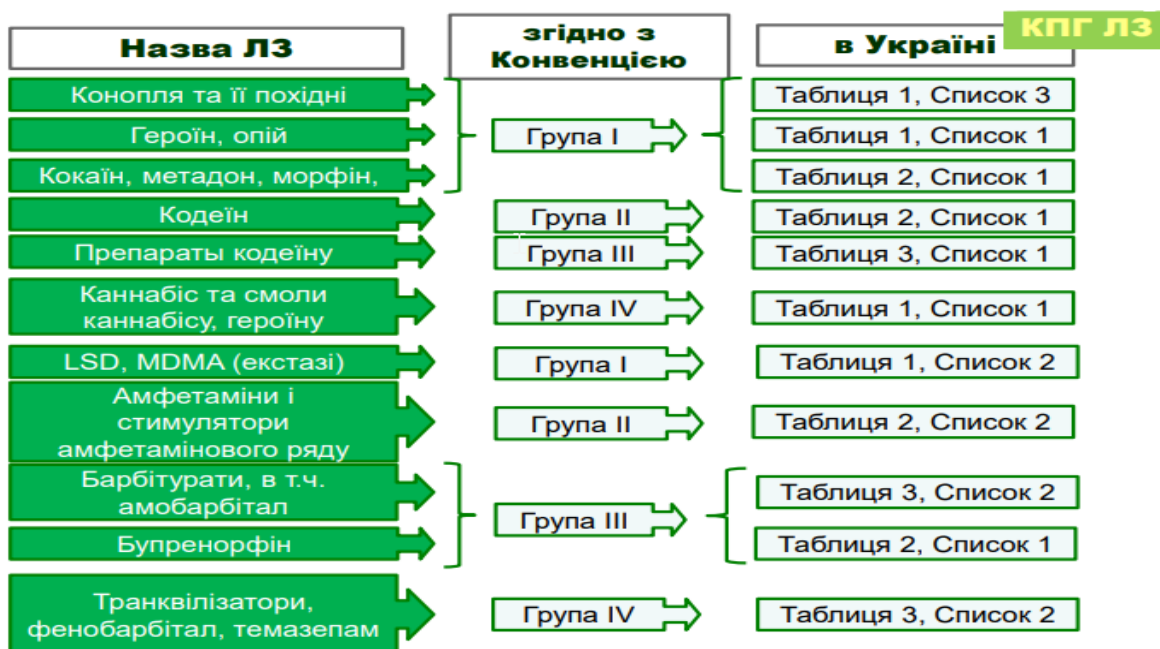 КПГ ЛЗ
Назва ЛЗ
згідно з
Конвенцією
в Україні
Конопля та її похідні
Героїн, опій
Кокаїн, метадон, морфін,
Група I
Таблиця 1, Список 3
Таблиця 1, Список 1
Таблиця 2, Список 1
Кодеїн
Група II
Таблиця 2, Список 1
Препараты кодеїну
Група III
Таблиця 3, Список 1
Каннабіс та смоли
каннабісу, героїну
Група IV
Таблиця 1, Список 1
LSD, MDMA (екстазі)
Група I
Таблиця 1, Список 2
Амфетаміни і
стимулятори
амфетамінового ряду
Група II
Таблиця 2, Список 2
Барбітурати, в т.ч.
амобарбітал
Бупренорфін
Група III
Таблиця 3, Список 2
Таблиця 2, Список 1
Транквілізатори,
фенобарбітал, темазепам
Група IV
Таблиця 3, Список 2